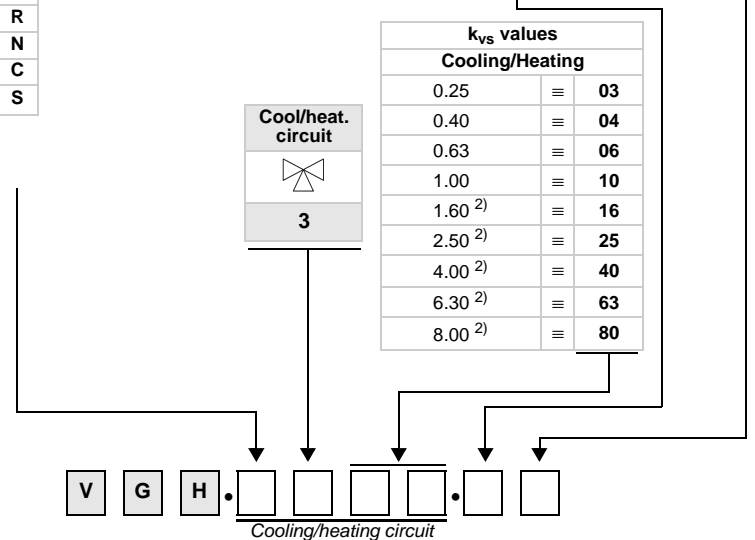 R
N
C
S
Cool/heat.
circuit
3
kvs values
Cooling/Heating
0.25 ≡ 03
0.40 ≡ 04
0.63 ≡ 06
1.00 ≡ 10
1.60 2) ≡ 16
2.50 2) ≡ 25
4.00 2) ≡ 40
6.30 2) ≡ 63
8.00 2) ≡ 80
V G H . .
Cooling/heating circuit